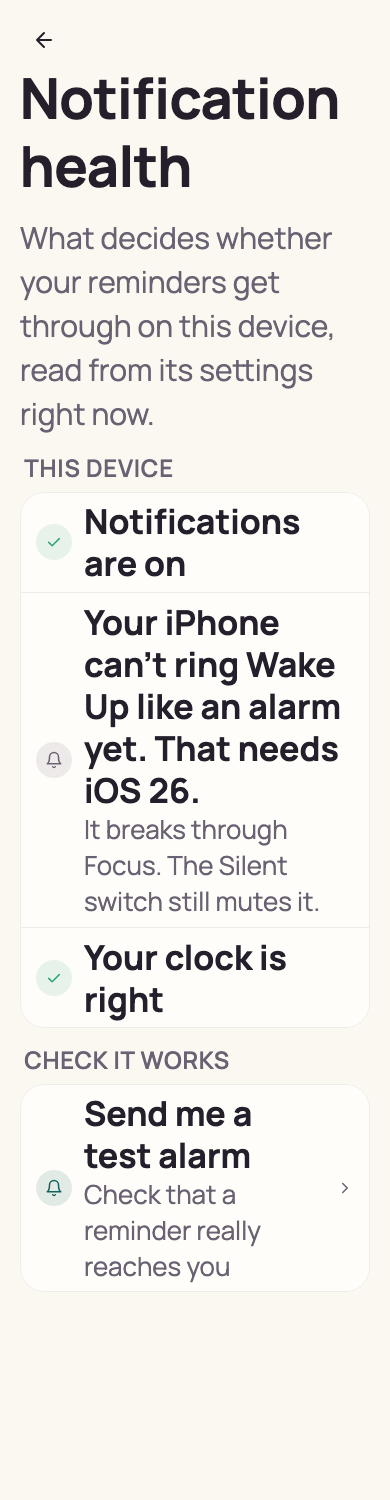 Notification
health
What decides whether
your reminders get
through on this device,
read from its settings
right now.
THIS DEVICE
Notifications
are on
Your iPhone
can’t ring Wake
Up like an alarm
yet. That needs
iOS 26.
It breaks through
Focus. The Silent
switch still mutes it.
Your clock is
right
CHECK IT WORKS
Send me a
test alarm
Check that a
reminder really
reaches you